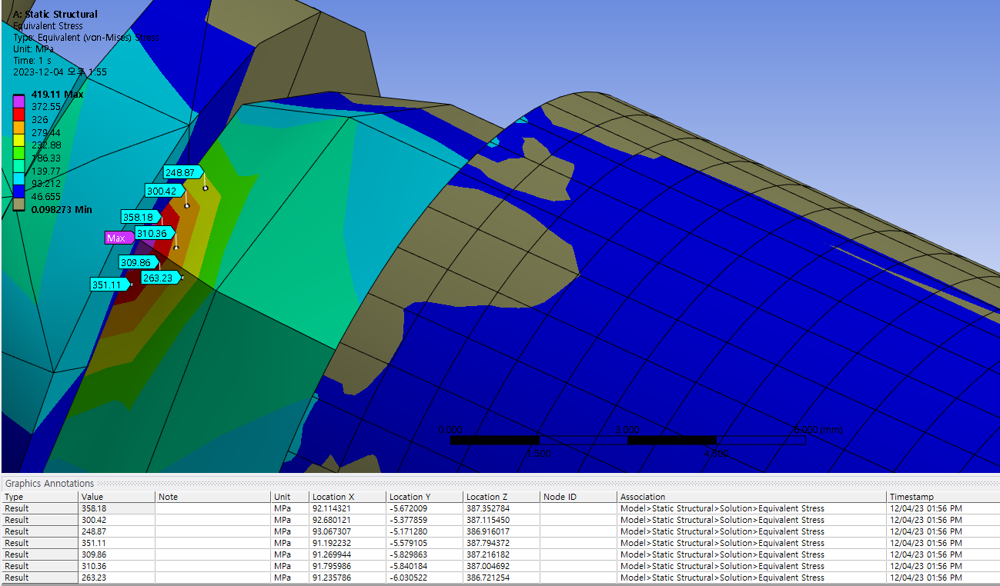 A: Static Structural
Equivalent Stress
Type: Equivalent (von-Mises) Stress
Unit: MPa
Time: 1 s
2023-12-04 오후 1:55
419.11 Max
372.55
326
279.44
232.88
186.33
139.77
93.212
46.655
0.098273 Min
248.87
300.42
358.18
310.36
Max
309.86
263.23
351.11
0.000 3.000 6.000 (mm)
1.500 4.500
Graphics Annotations
Type Value Note Unit Location X Location Y Location Z Node ID Association Timestamp
Result 358.18 MPa 92.114321 -5.672009 387.352784 Model>Static Structural>Solution>Equivalent Stress 12/04/23 01:56 PM
Result 300.42 MPa 92.680121 -5.377859 387.115450 Model>Static Structural>Solution>Equivalent Stress 12/04/23 01:56 PM
Result 248.87 MPa 93.067307 -5.171280 386.916017 Model>Static Structural>Solution>Equivalent Stress 12/04/23 01:56 PM
Result 351.11 MPa 91.192232 -5.579105 387.794372 Model>Static Structural>Solution>Equivalent Stress 12/04/23 01:56 PM
Result 309.86 MPa 91.269944 -5.829863 387.216182 Model>Static Structural>Solution>Equivalent Stress 12/04/23 01:56 PM
Result 310.36 MPa 91.795986 -5.840184 387.004692 Model>Static Structural>Solution>Equivalent Stress 12/04/23 01:56 PM
Result 263.23 MPa 91.235786 -6.030522 386.721254 Model>Static Structural>Solution>Equivalent Stress 12/04/23 01:56 PM